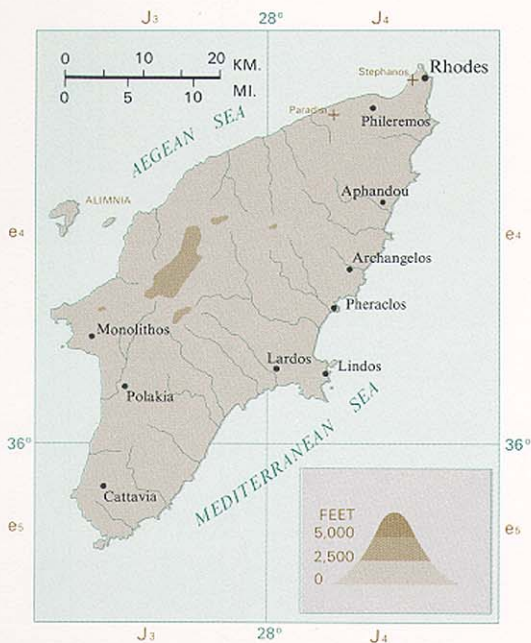 J3 28° J4
0 10 20 KM.
0 5 10 MI.
Stephanos
Rhodes
Paradisi
Phileremos
AEGEAN SEA
Aphandou
ALIMNIA
e4 e4
Archangelos
Pheraclos
Monolithos
Lardos
Lindos
Polakia
MEDITERRANEAN SEA
36° 36°
Cattavia
FEET
5,000
2,500
0
e5 e5
J3 28° J4